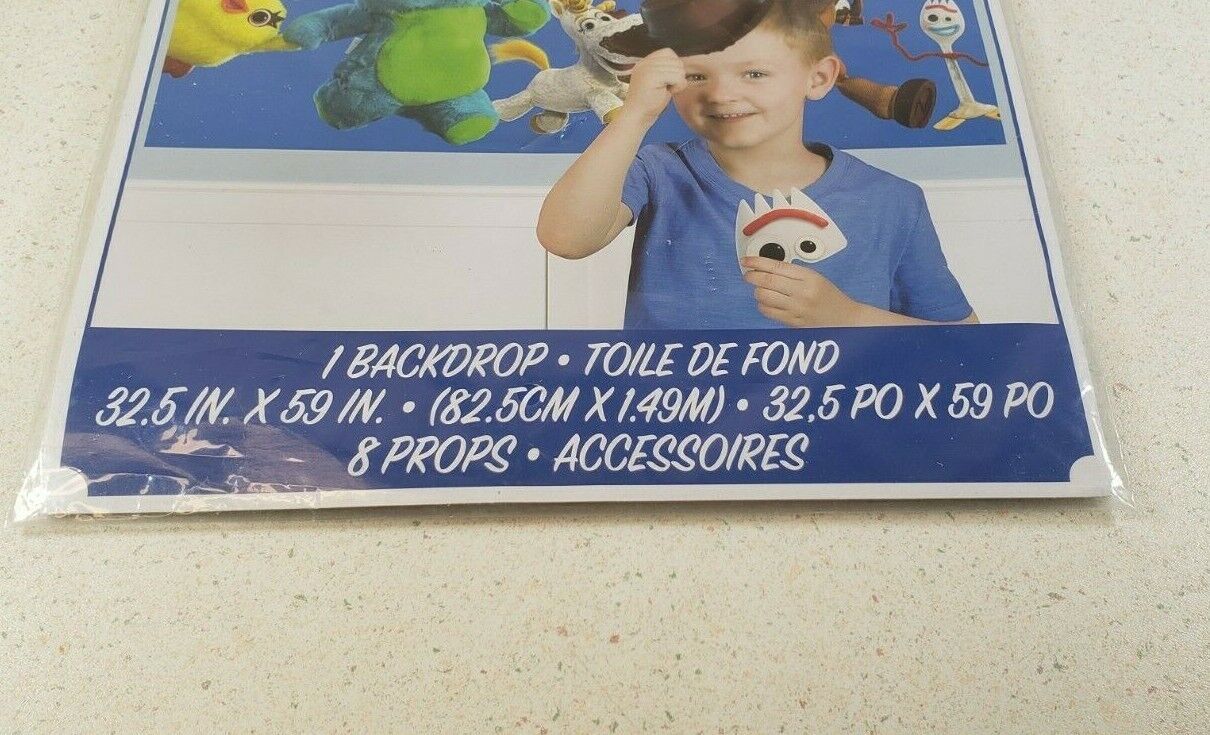 1 BACKDROP • TOILE DE FOND
32.5 IN. X 59 IN. • (82.5CM X 1.49M) • 32,5 PO X 59 PO
8 PROPS • ACCESSOIRES